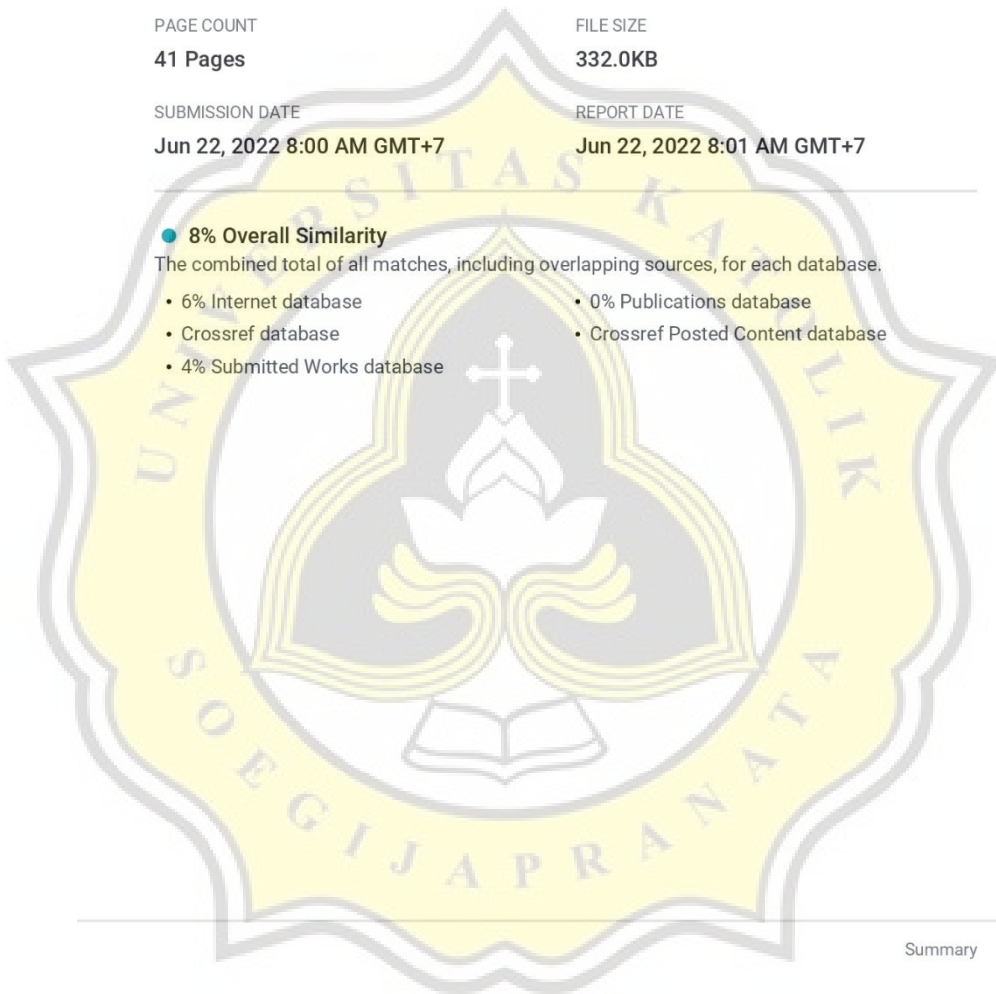 PAGE COUNT
41 Pages
FILE SIZE
332.0KB
SUBMISSION DATE
Jun 22, 2022 8:00 AM GMT+7
REPORT DATE
Jun 22, 2022 8:01 AM GMT+7
8% Overall Similarity
The combined total of all matches, including overlapping sources, for each database.
• 6% Internet database
• 0% Publications database
• Crossref database
• Crossref Posted Content database
• 4% Submitted Works database
UNIVERSITAS KATOLIK
SOEGIJAPRANATA
Summary